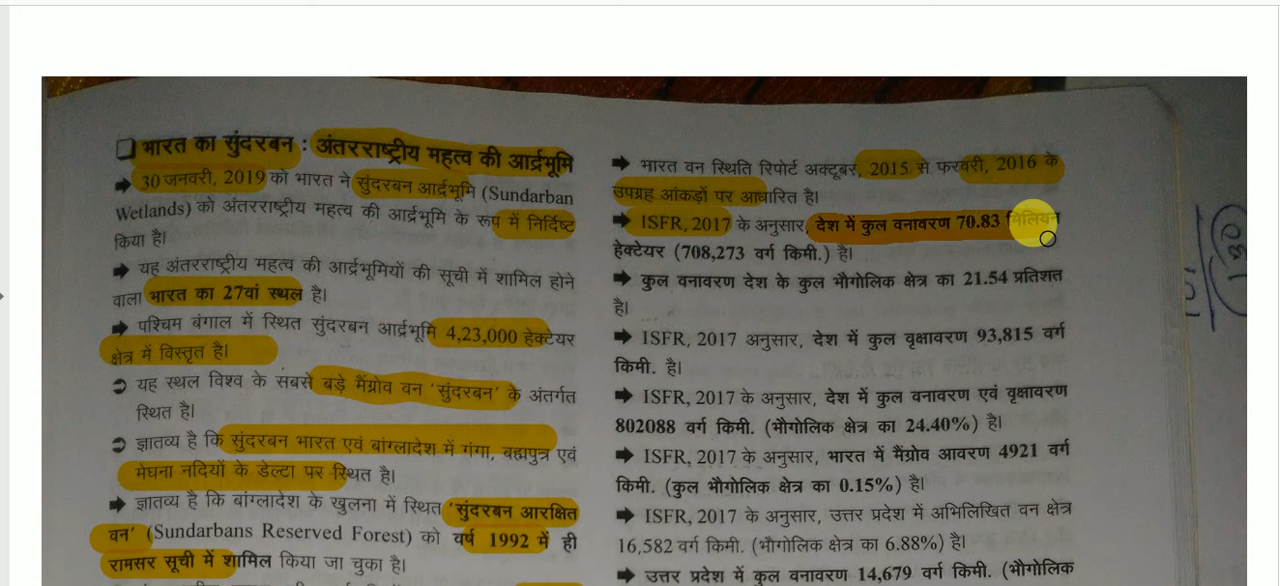 ❑ भारत का सुंदरबन : अंतरराष्ट्रीय महत्व की आर्द्रभूमि
➡ 30 जनवरी, 2019 को भारत ने सुंदरबन आर्द्रभूमि (Sundarban
Wetlands) को अंतरराष्ट्रीय महत्व की आर्द्रभूमि के रूप में निर्दिष्ट
किया है।
➡ यह अंतरराष्ट्रीय महत्व की आर्द्रभूमियों की सूची में शामिल होने
वाला भारत का 27वां स्थल है।
➡ पश्चिम बंगाल में स्थित सुंदरबन आर्द्रभूमि 4,23,000 हेक्टेयर
क्षेत्र में विस्तृत है।
➲ यह स्थल विश्व के सबसे बड़े मैंग्रोव वन 'सुंदरबन' के अंतर्गत
स्थित है।
➲ ज्ञातव्य है कि सुंदरबन भारत एवं बांग्लादेश में गंगा, बह्मपुत्र एवं
मेघना नदियों के डेल्टा पर स्थित है।
➡ ज्ञातव्य है कि बांग्लादेश के खुलना में स्थित 'सुंदरबन आरक्षित
वन' (Sundarbans Reserved Forest) को वर्ष 1992 में ही
रामसर सूची में शामिल किया जा चुका है।
➡ भारत वन स्थिति रिपोर्ट अक्टूबर, 2015 से फरवरी, 2016 के
उपग्रह आंकड़ों पर आधारित है।
➡ ISFR, 2017 के अनुसार, देश में कुल वनावरण 70.83 मिलियन
हेक्टेयर (708,273 वर्ग किमी.) है।
➡ कुल वनावरण देश के कुल भौगोलिक क्षेत्र का 21.54 प्रतिशत
है।
➡ ISFR, 2017 अनुसार, देश में कुल वृक्षावरण 93,815 वर्ग
किमी. है।
➡ ISFR, 2017 के अनुसार, देश में कुल वनावरण एवं वृक्षावरण
802088 वर्ग किमी. (भौगोलिक क्षेत्र का 24.40%) है।
➡ ISFR, 2017 के अनुसार, भारत में मैंग्रोव आवरण 4921 वर्ग
किमी. (कुल भौगोलिक क्षेत्र का 0.15%) है।
➡ ISFR, 2017 के अनुसार, उत्तर प्रदेश में अभिलिखित वन क्षेत्र
16,582 वर्ग किमी. (भौगोलिक क्षेत्र का 6.88%) है।
➡ उत्तर प्रदेश में कुल वनावरण 14,679 वर्ग किमी. (भौगोलिक